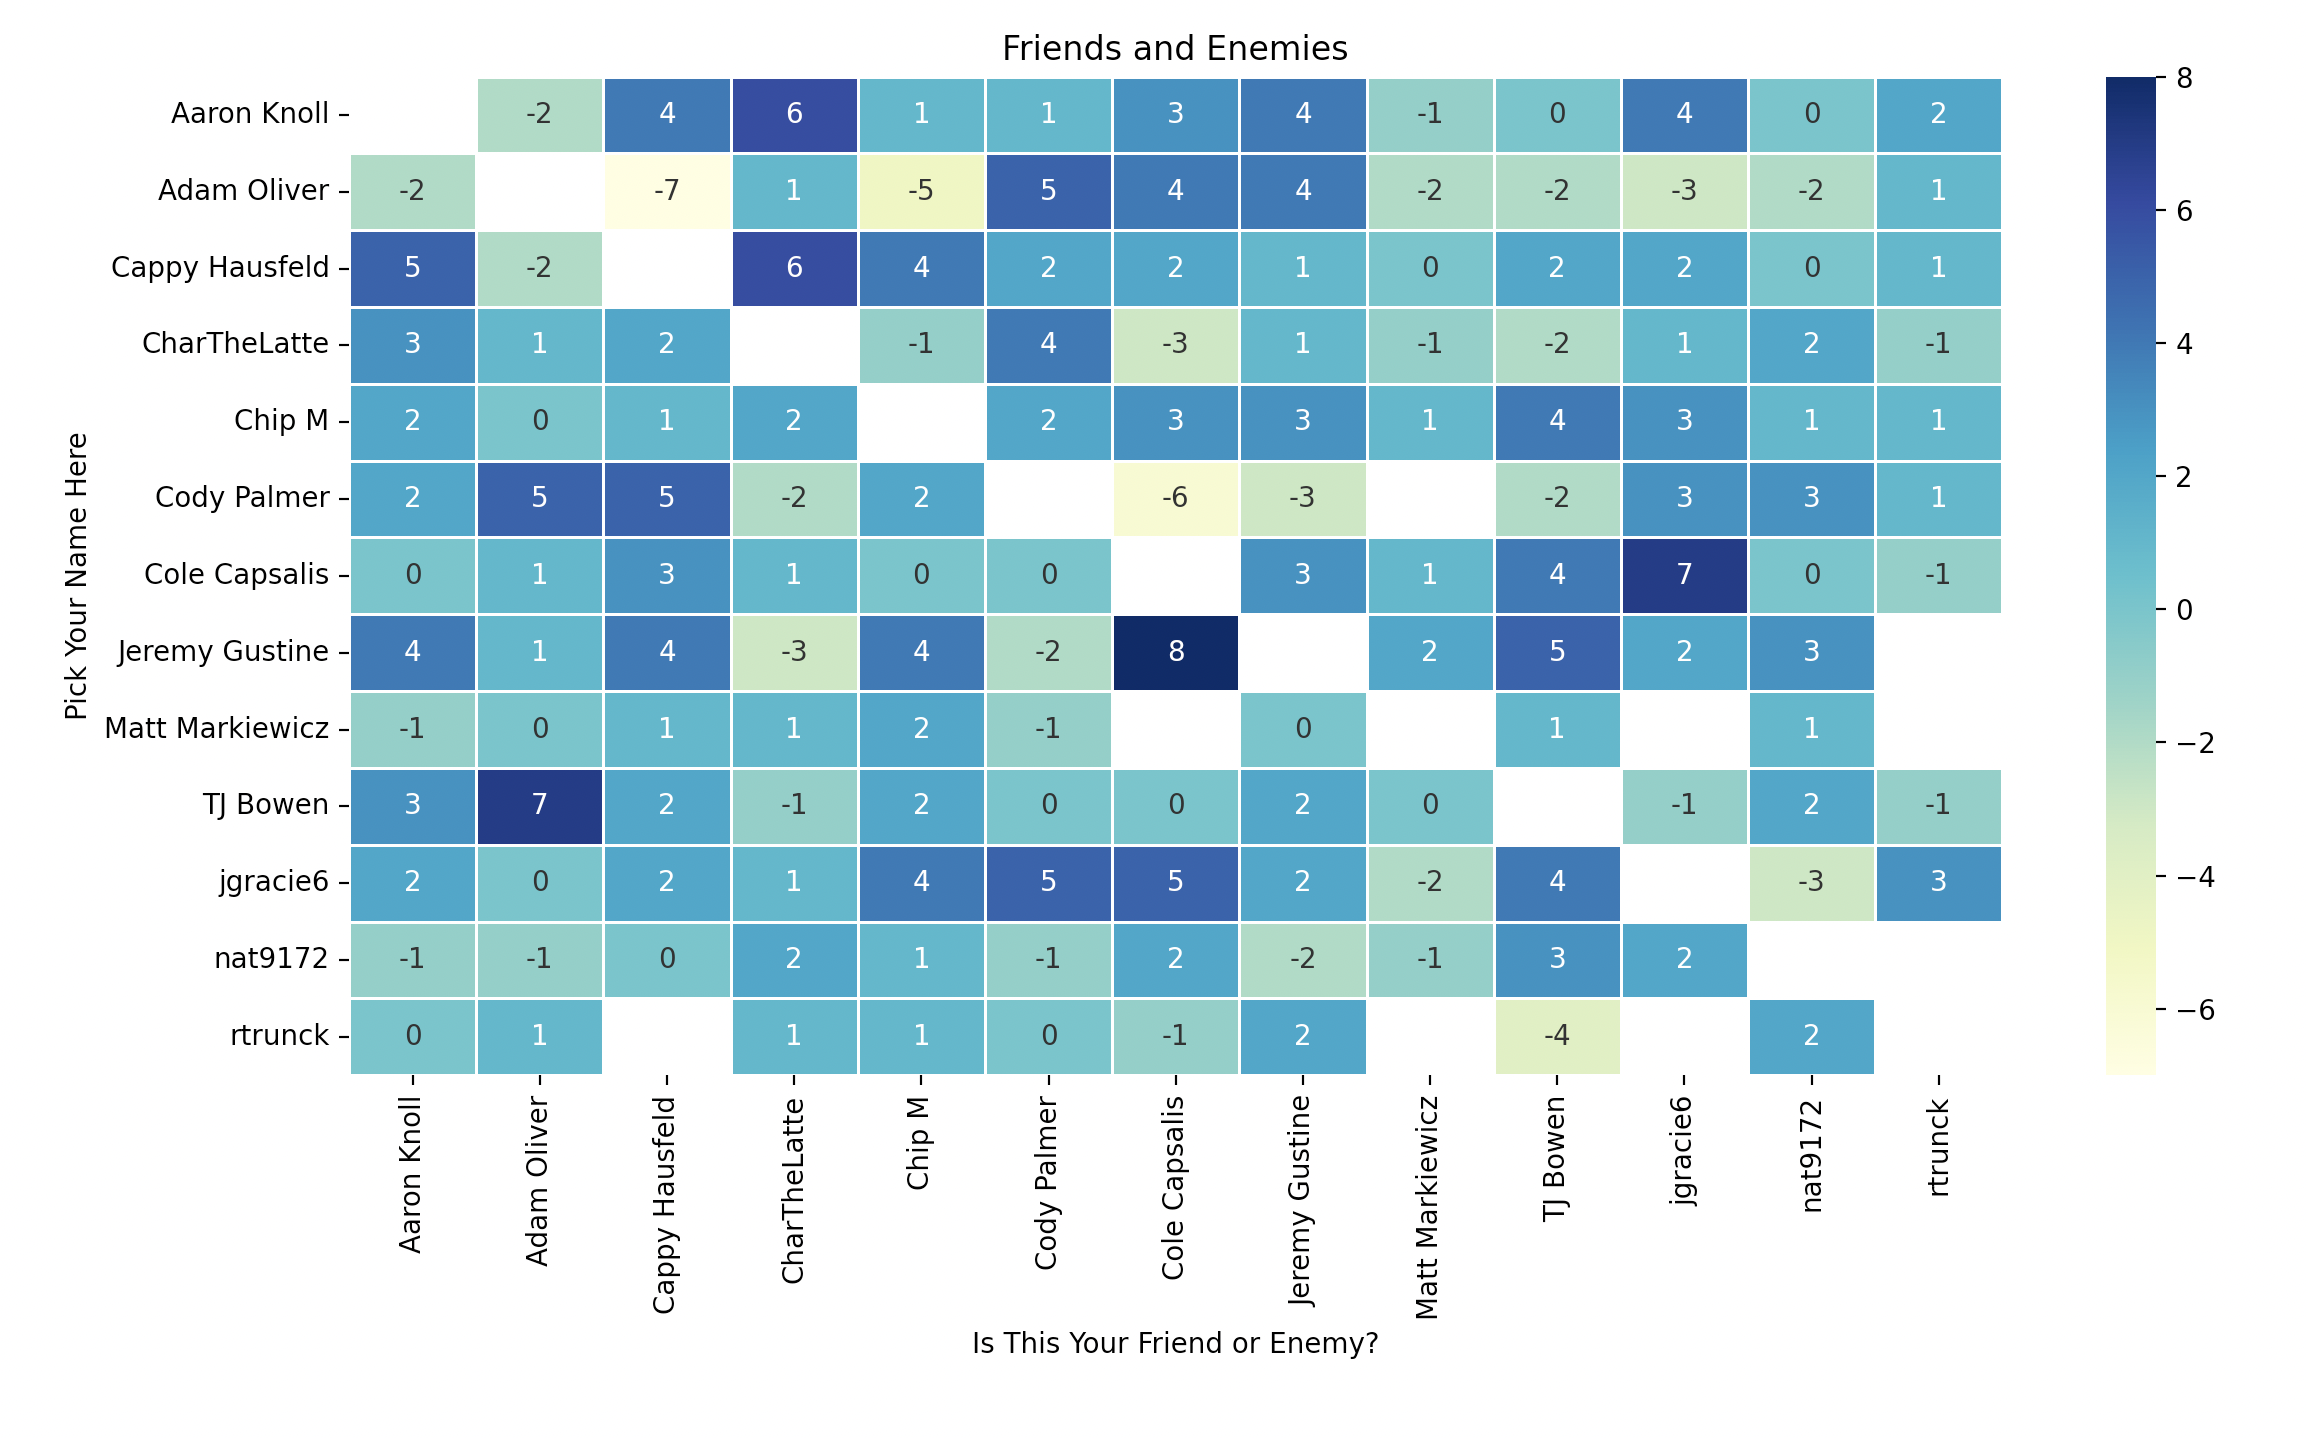 Friends and Enemies
Pick Your Name Here
Aaron Knoll -2 4 6 1 1 3 4 -1 0 4 0 2
Adam Oliver -2 -7 1 -5 5 4 4 -2 -2 -3 -2 1
Cappy Hausfeld 5 -2 6 4 2 2 1 0 2 2 0 1
CharTheLatte 3 1 2 -1 4 -3 1 -1 -2 1 2 -1
Chip M 2 0 1 2 2 3 3 1 4 3 1 1
Cody Palmer 2 5 5 -2 2 -6 -3 -2 3 3 1
Cole Capsalis 0 1 3 1 0 0 3 1 4 7 0 -1
Jeremy Gustine 4 1 4 -3 4 -2 8 2 5 2 3
Matt Markiewicz -1 0 1 1 2 -1 0 1 1
TJ Bowen 3 7 2 -1 2 0 0 2 0 -1 2 -1
jgracie6 2 0 2 1 4 5 5 2 -2 4 -3 3
nat9172 -1 -1 0 2 1 -1 2 -2 -1 3 2
rtrunck 0 1 1 1 0 -1 2 -4 2
Aaron Knoll
Adam Oliver
Cappy Hausfeld
CharTheLatte
Chip M
Cody Palmer
Cole Capsalis
Jeremy Gustine
Matt Markiewicz
TJ Bowen
jgracie6
nat9172
rtrunck
Is This Your Friend or Enemy?
8
6
4
2
0
−2
−4
−6